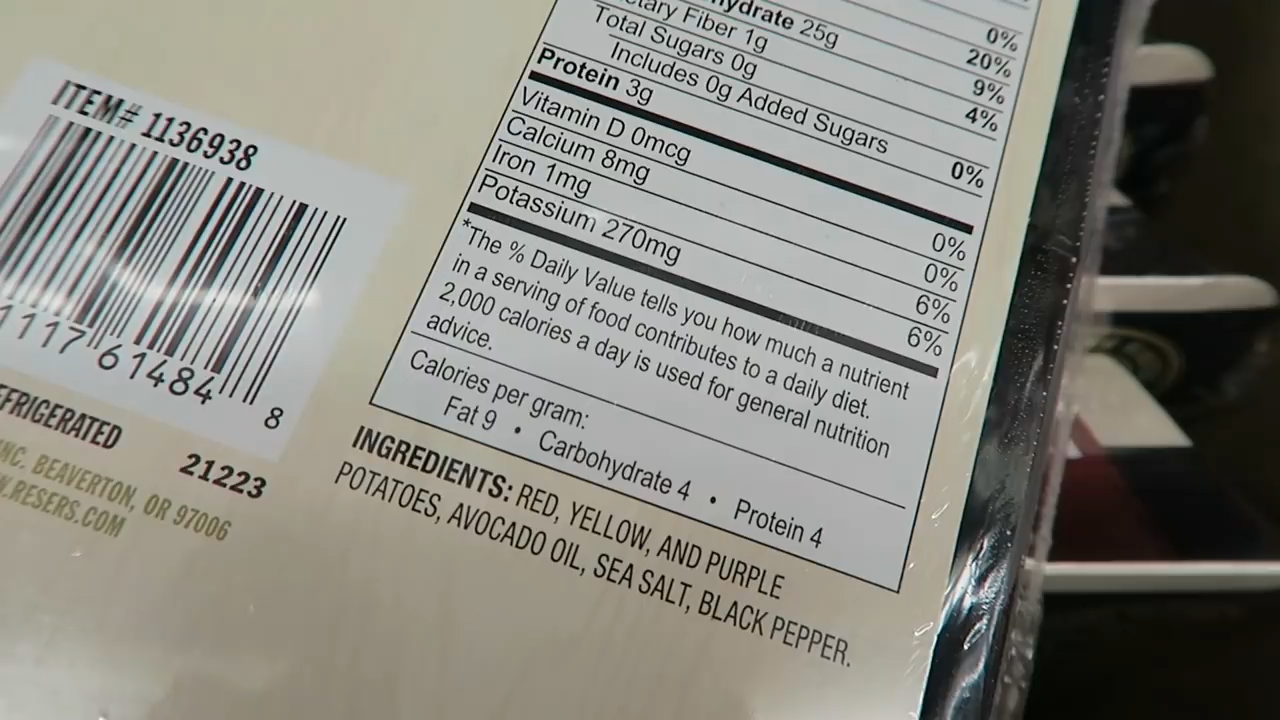 ITEM# 1136938
1117 61484 8
EFRIGERATED 21223
INC. BEAVERTON, OR 97006
W.RESERS.COM
hydrate 25g
0%
etary Fiber 1g 20%
Total Sugars 0g 9%
Includes 0g Added Sugars 4%
Protein 3g 0%
Vitamin D 0mcg 0%
Calcium 8mg 0%
Iron 1mg 6%
Potassium 270mg 6%
*The % Daily Value tells you how much a nutrient
in a serving of food contributes to a daily diet.
2,000 calories a day is used for general nutrition
advice.
Calories per gram:
Fat 9 • Carbohydrate 4 • Protein 4
INGREDIENTS: RED, YELLOW, AND PURPLE
POTATOES, AVOCADO OIL, SEA SALT, BLACK PEPPER.